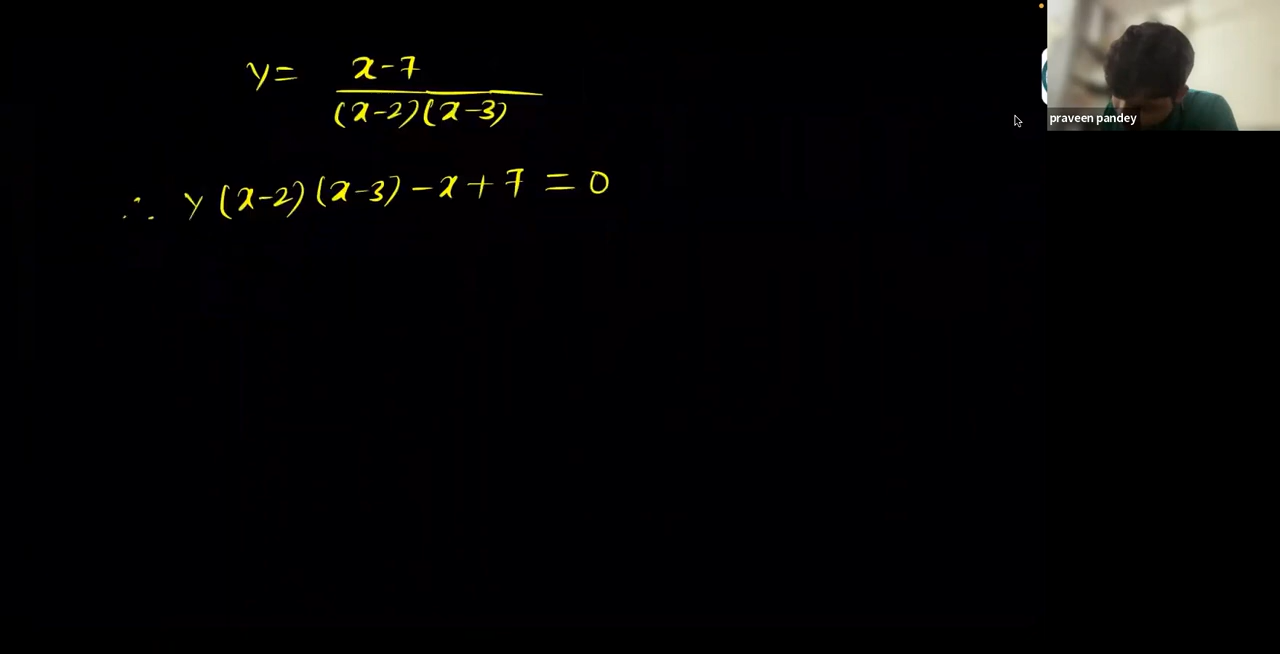 y = x-7
(x-2)(x-3)
∴ y (x-2) (x-3) - x + 7 = 0
praveen pandey